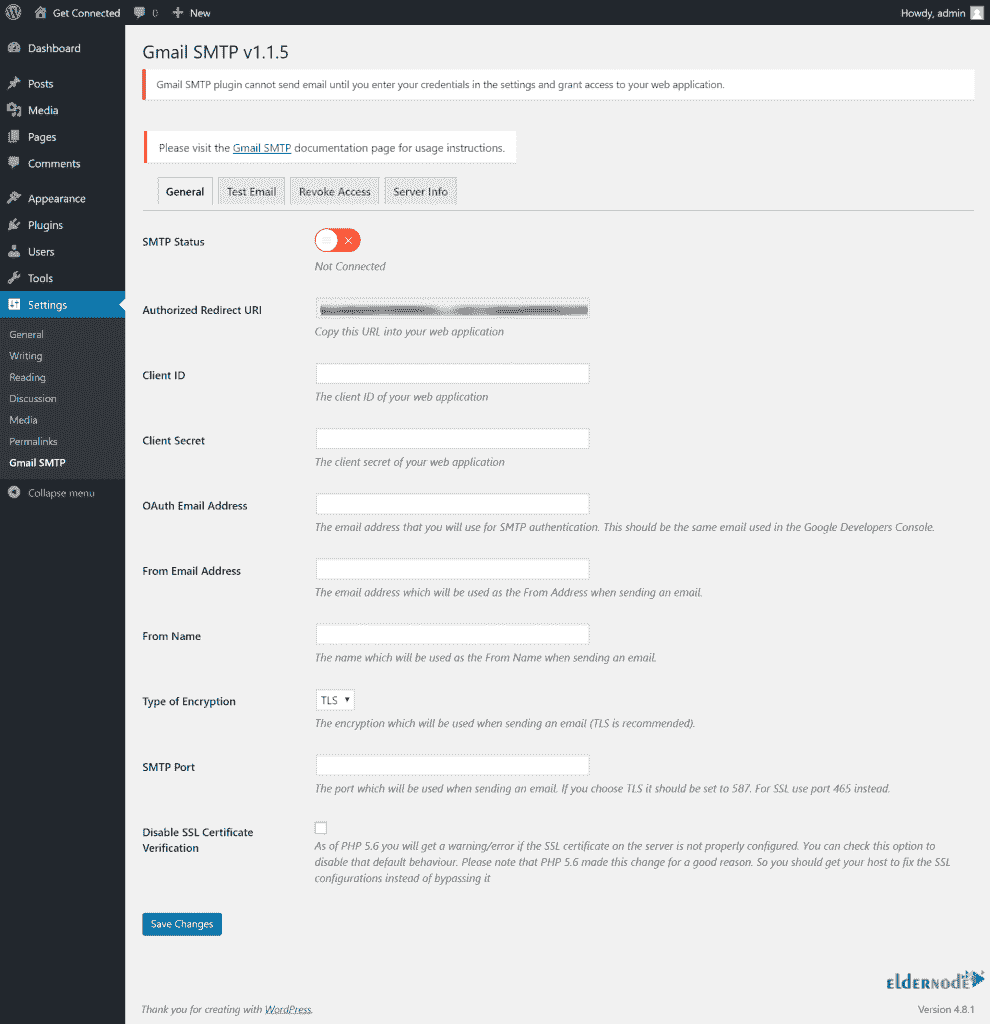 Get Connected 0 New Howdy, admin
Dashboard
Posts
Media
Pages
Comments
Appearance
Plugins
Users
Tools
Settings
General
Writing
Reading
Discussion
Media
Permalinks
Gmail SMTP
Collapse menu
Gmail SMTP v1.1.5
Gmail SMTP plugin cannot send email until you enter your credentials in the settings and grant access to your web application.
Please visit the Gmail SMTP documentation page for usage instructions.
General Test Email Revoke Access Server Info
SMTP Status
Not Connected
Authorized Redirect URI
Copy this URL into your web application
Client ID
The client ID of your web application
Client Secret
The client secret of your web application
OAuth Email Address
The email address that you will use for SMTP authentication. This should be the same email used in the Google Developers Console.
From Email Address
The email address which will be used as the From Address when sending an email.
From Name
The name which will be used as the From Name when sending an email.
Type of Encryption
TLS
The encryption which will be used when sending an email (TLS is recommended).
SMTP Port
The port which will be used when sending an email. If you choose TLS it should be set to 587. For SSL use port 465 instead.
Disable SSL Certificate
Verification
As of PHP 5.6 you will get a warning/error if the SSL certificate on the server is not properly configured. You can check this option to
disable that default behaviour. Please note that PHP 5.6 made this change for a good reason. So you should get your host to fix the SSL
configurations instead of bypassing it
Save Changes
eldernode
Thank you for creating with WordPress.
Version 4.8.1